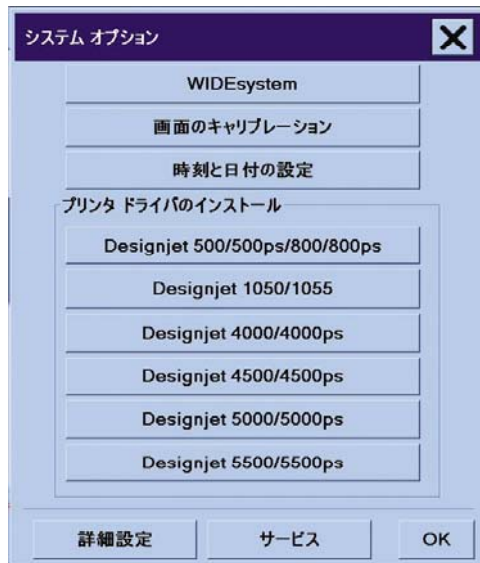 システム オプション
WIDEsystem
画面のキャリブレーション
時刻と日付の設定
プリンタ ドライバのインストール
Designjet 500/500ps/800/800ps
Designjet 1050/1055
Designjet 4000/4000ps
Designjet 4500/4500ps
Designjet 5000/5000ps
Designjet 5500/5500ps
詳細設定 サービス OK